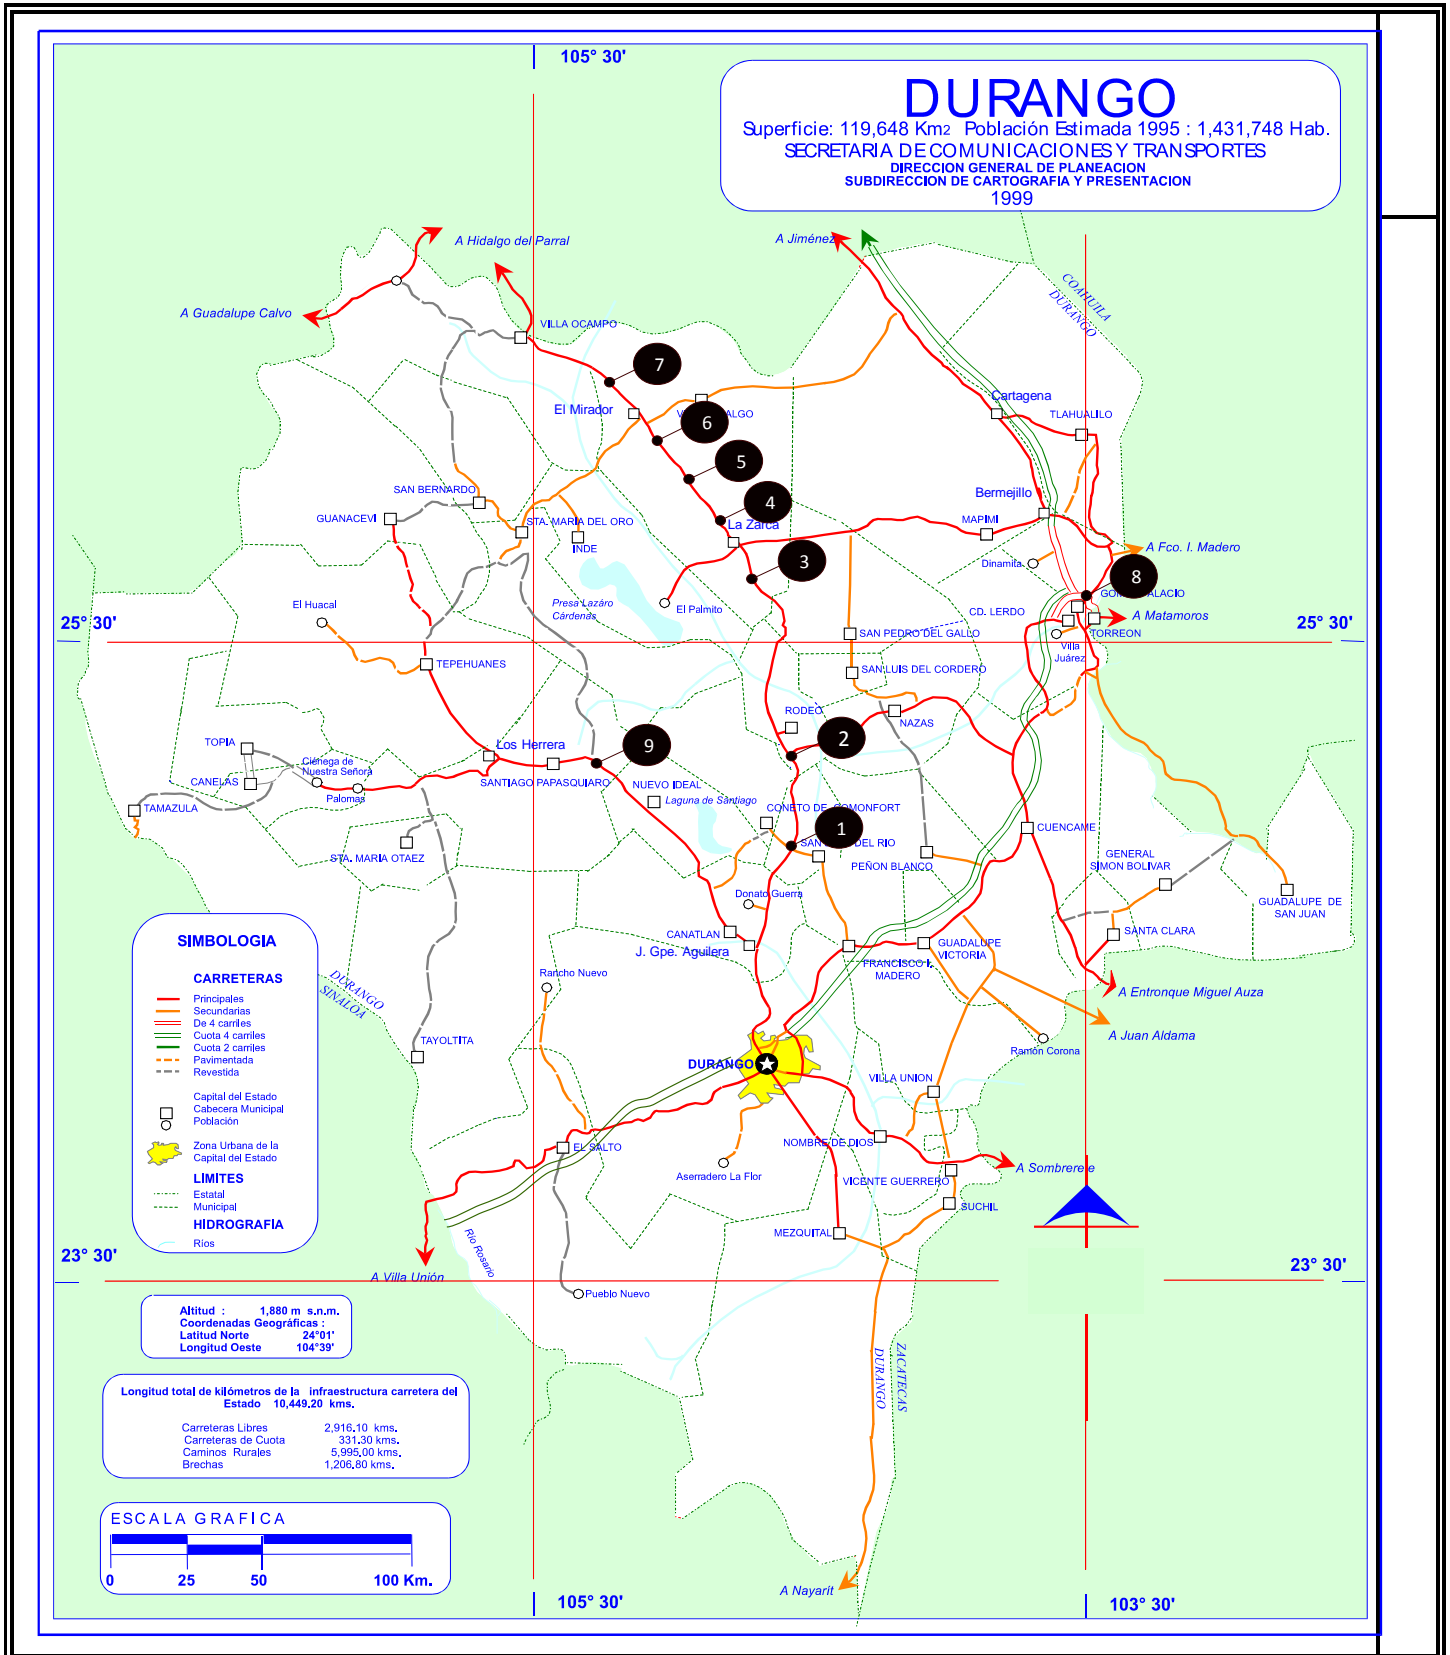 105° 30'
DURANGO
Superficie: 119,648 Km2 Población Estimada 1995 : 1,431,748 Hab.
SECRETARIA DE COMUNICACIONES Y TRANSPORTES
DIRECCION GENERAL DE PLANEACION
SUBDIRECCION DE CARTOGRAFIA Y PRESENTACION
1999
A Hidalgo del Parral
A Jiménez
COAHUILA
DURANGO
A Guadalupe Calvo
VILLA OCAMPO
7
El Mirador
6
Cartagena
TLAHUALILO
5
SAN BERNARDO
4
Bermejillo
GUANACEVI
STA. MARIA DEL ORO
La Zarca
MAPIMI
INDE
A Fco. I. Madero
3
Dinamita
8
El Huacal
Presa Lazáro
Cárdenas
El Palmito
CD. LERDO
A Matamoros
25° 30'
25° 30'
SAN PEDRO DEL GALLO
TORREON
Villa
Juárez
TEPEHUANES
SAN LUIS DEL CORDERO
RODEO
NAZAS
TOPIA
Los Herrera
9
2
Ciénega de
Nuestra Señora
CANELAS
SANTIAGO PAPASQUIARO
NUEVO IDEAL
Palomas
Laguna de Santiago
TAMAZULA
CONETO DE COMONFORT
1
CUENCAME
STA. MARIA OTAEZ
SAN DEL RIO
PEÑON BLANCO
GENERAL
SIMON BOLIVAR
Donato Guerra
GUADALUPE DE
SAN JUAN
CANATLAN
SANTA CLARA
J. Gpe. Aguilera
GUADALUPE
VICTORIA
FRANCISCO I.
MADERO
Rancho Nuevo
DURANGO
SINALOA
A Entronque Miguel Auza
A Juan Aldama
TAYOLTITA
Ramón Corona
DURANGO
VILLA UNION
EL SALTO
NOMBRE DE DIOS
Aserradero La Flor
A Sombrerete
VICENTE GUERRERO
SUCHIL
MEZQUITAL
Río Rosario
A Villa Unión
23° 30'
23° 30'
Pueblo Nuevo
ZACATECAS
DURANGO
A Nayarit
SIMBOLOGIA
CARRETERAS
Principales
Secundarias
De 4 carriles
Cuota 4 carriles
Cuota 2 carriles
Pavimentada
Revestida
Capital del Estado
Cabecera Municipal
Población
Zona Urbana de la
Capital del Estado
LIMITES
Estatal
Municipal
HIDROGRAFIA
Rios
Altitud : 1,880 m s.n.m.
Coordenadas Geográficas :
Latitud Norte 24°01'
Longitud Oeste 104°39'
Longitud total de kilómetros de la infraestructura carretera del
Estado 10,449.20 kms.
Carreteras Libres 2,916.10 kms.
Carreteras de Cuota 331.30 kms.
Caminos Rurales 5,995.00 kms.
Brechas 1,206.80 kms.
ESCALA GRAFICA
0 25 50 100 Km.
105° 30'
103° 30'